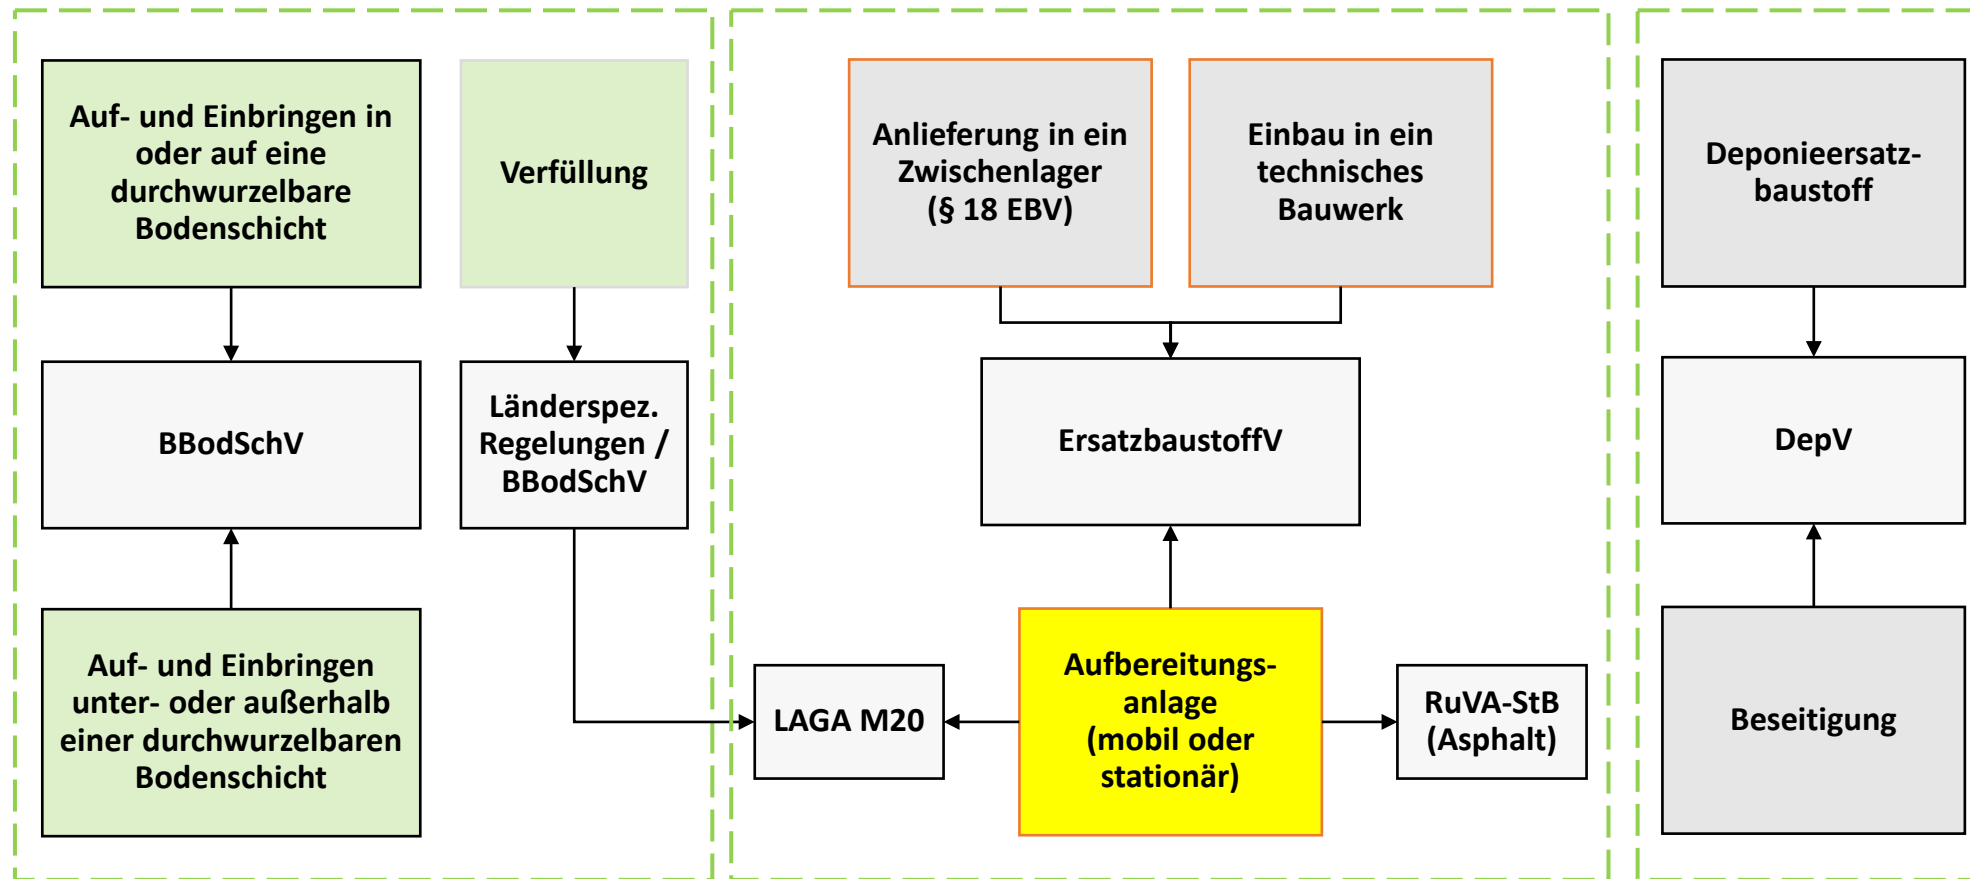 Auf- und Einbringen in
oder auf eine
durchwurzelbare
Bodenschicht
Verfüllung
Anlieferung in ein
Zwischenlager
(§ 18 EBV)
Einbau in ein
technisches
Bauwerk
Deponieersatz-
baustoff
BBodSchV
Länderspez.
Regelungen /
BBodSchV
ErsatzbaustoffV
DepV
Auf- und Einbringen
unter- oder außerhalb
einer durchwurzelbaren
Bodenschicht
LAGA M20
Aufbereitungs-
anlage
(mobil oder
stationär)
RuVA-StB
(Asphalt)
Beseitigung